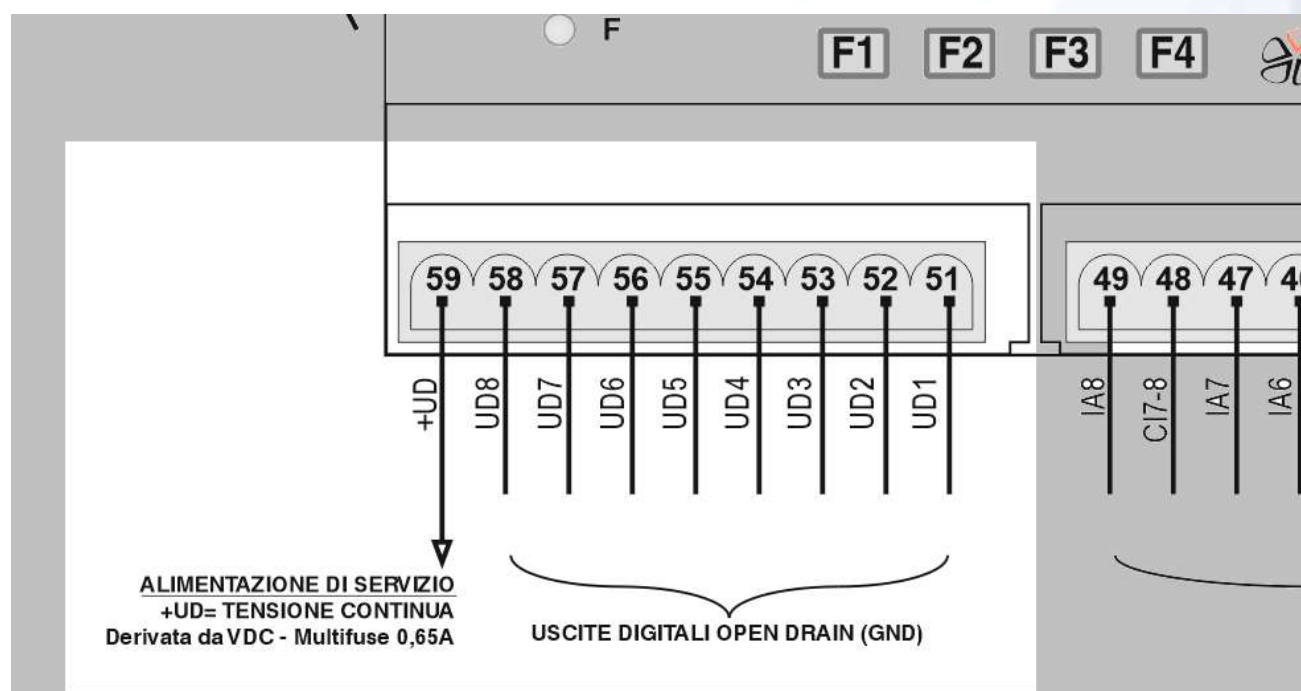 F
F1 F2 F3 F4
59 58 57 56 55 54 53 52 51 49 48 47
+UD UD8 UD7 UD6 UD5 UD4 UD3 UD2 UD1 IA8 CI7-8 IA7 IA6
ALIMENTAZIONE DI SERVIZIO
+UD= TENSIONE CONTINUA
Derivata da VDC - Multifuse 0,65A
USCITE DIGITALI OPEN DRAIN (GND)